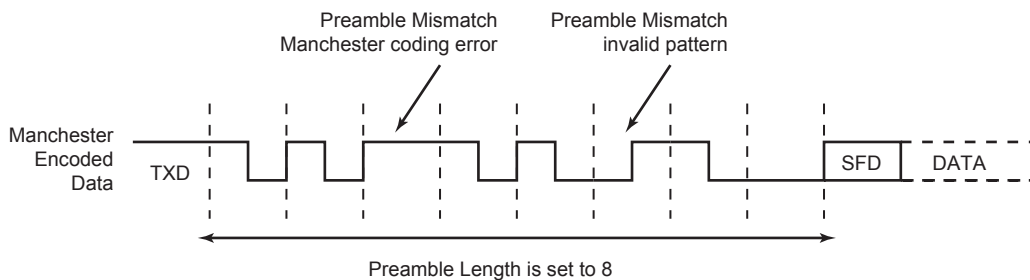 Preamble Mismatch
Manchester coding error
Preamble Mismatch
invalid pattern
Manchester
Encoded
Data
TXD
SFD
DATA
Preamble Length is set to 8